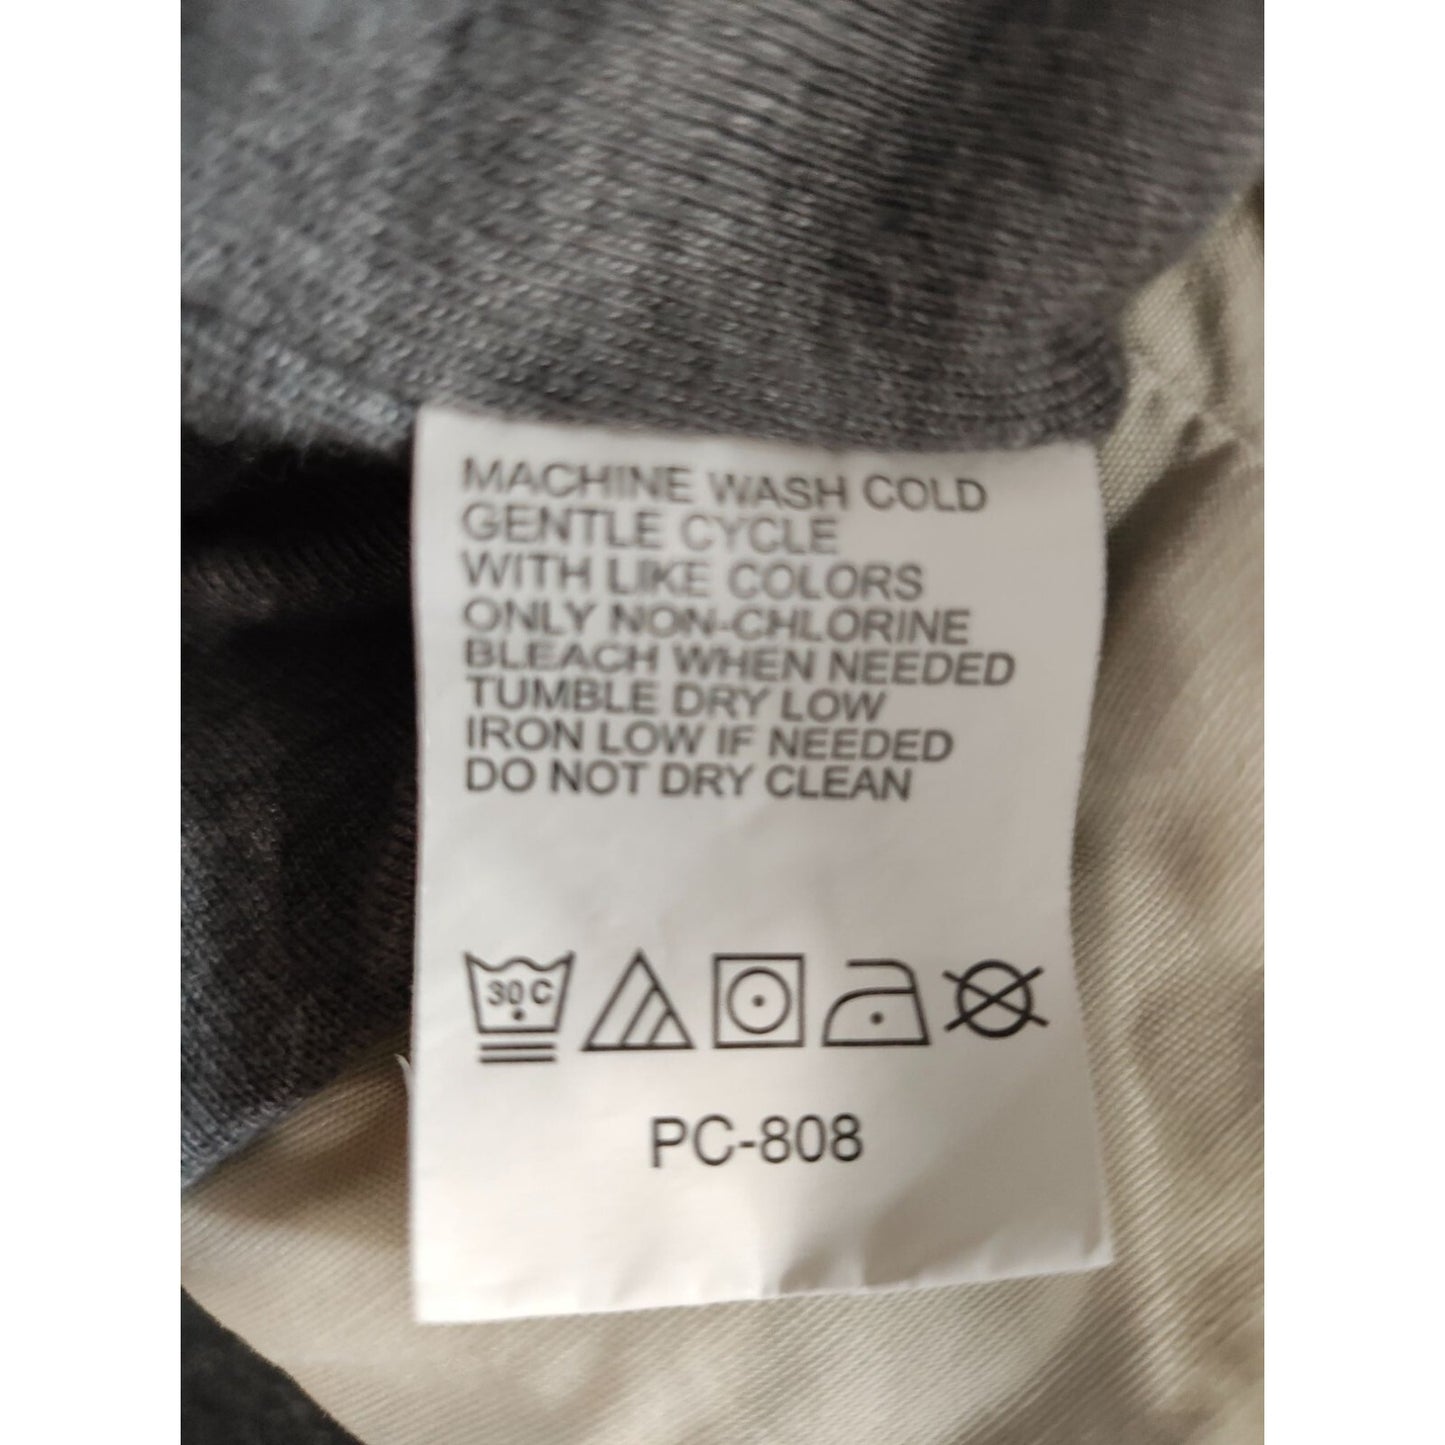 MACHINE WASH COLD
GENTLE CYCLE
WITH LIKE COLORS
ONLY NON-CHLORINE
BLEACH WHEN NEEDED
TUMBLE DRY LOW
IRON LOW IF NEEDED
DO NOT DRY CLEAN
30 C
PC-808